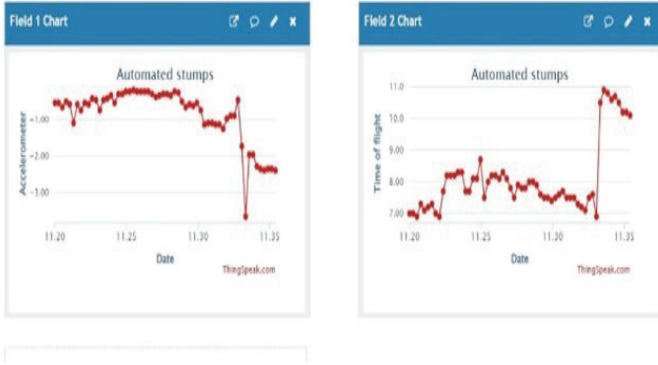 Field 1 Chart
Automated stumps
Accelerometer
-1.00
-2.00
-3.00
11.20
11.25
11.30
11.35
Date
ThingSpeak.com
Field 2 Chart
Automated stumps
Time of flight
11.0
10.0
9.00
8.00
7.00
11.20
11.25
11.30
11.35
Date
ThingSpeak.com